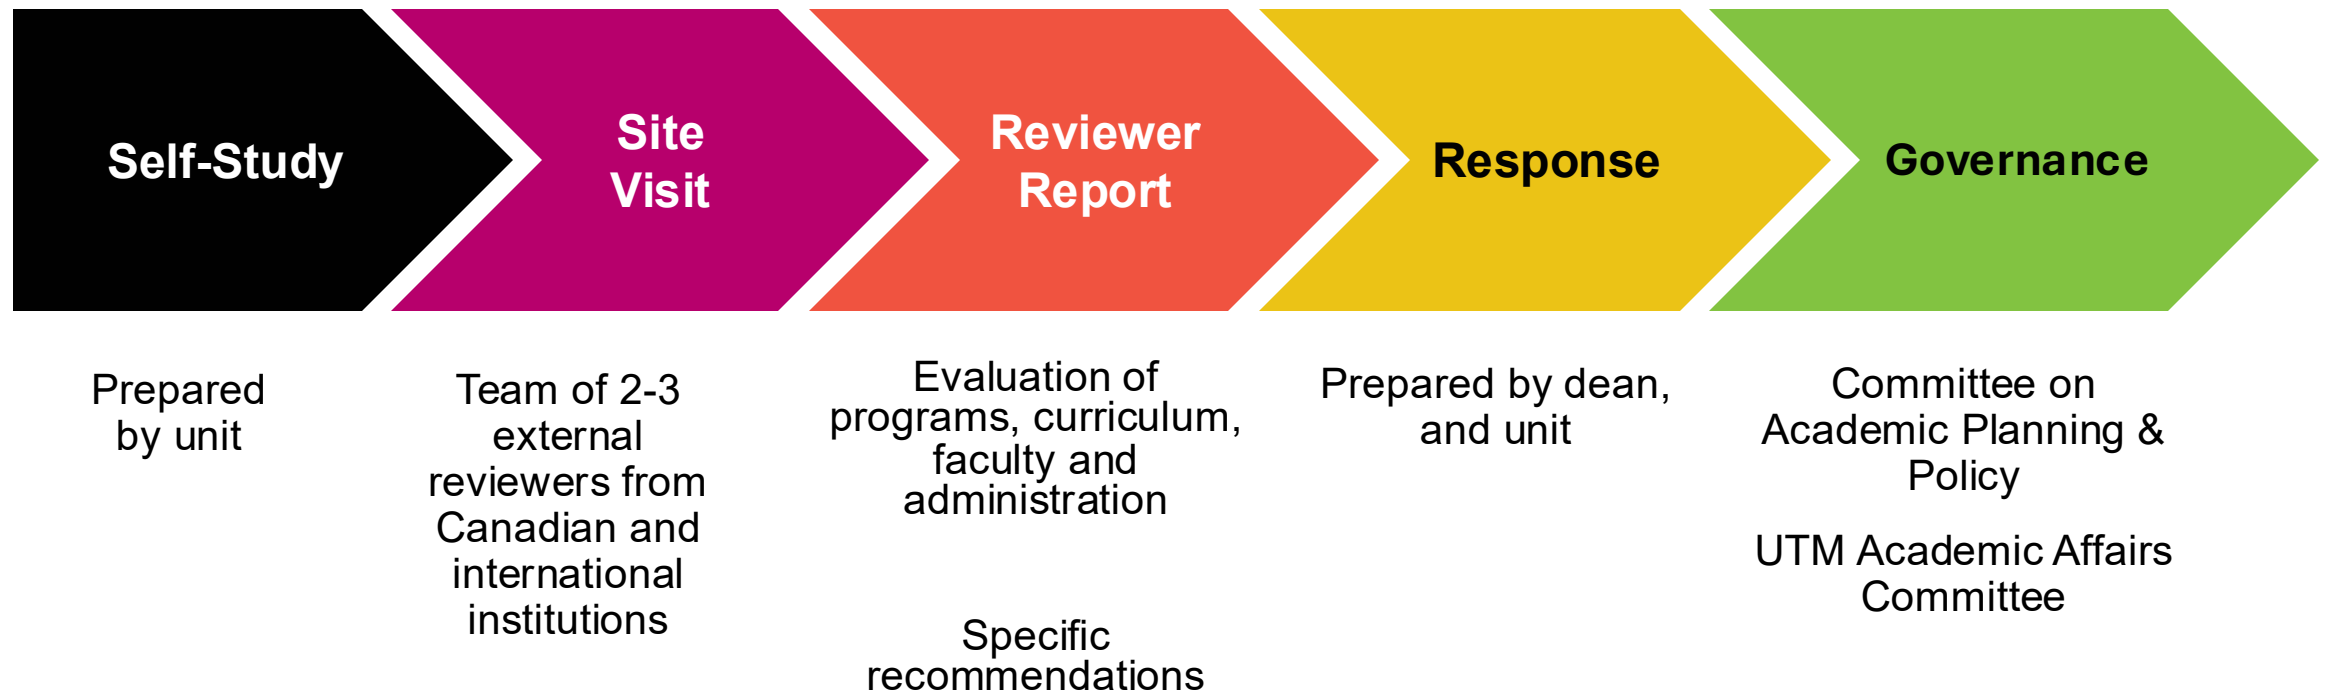 Self-Study
Site
Visit
Reviewer
Report
Response
Governance
Prepared
by unit
Team of 2-3
external
reviewers from
Canadian and
international
institutions
Evaluation of
programs, curriculum,
faculty and
administration
Specific
recommendations
Prepared by dean,
and unit
Committee on
Academic Planning &
Policy
UTM Academic Affairs
Committee